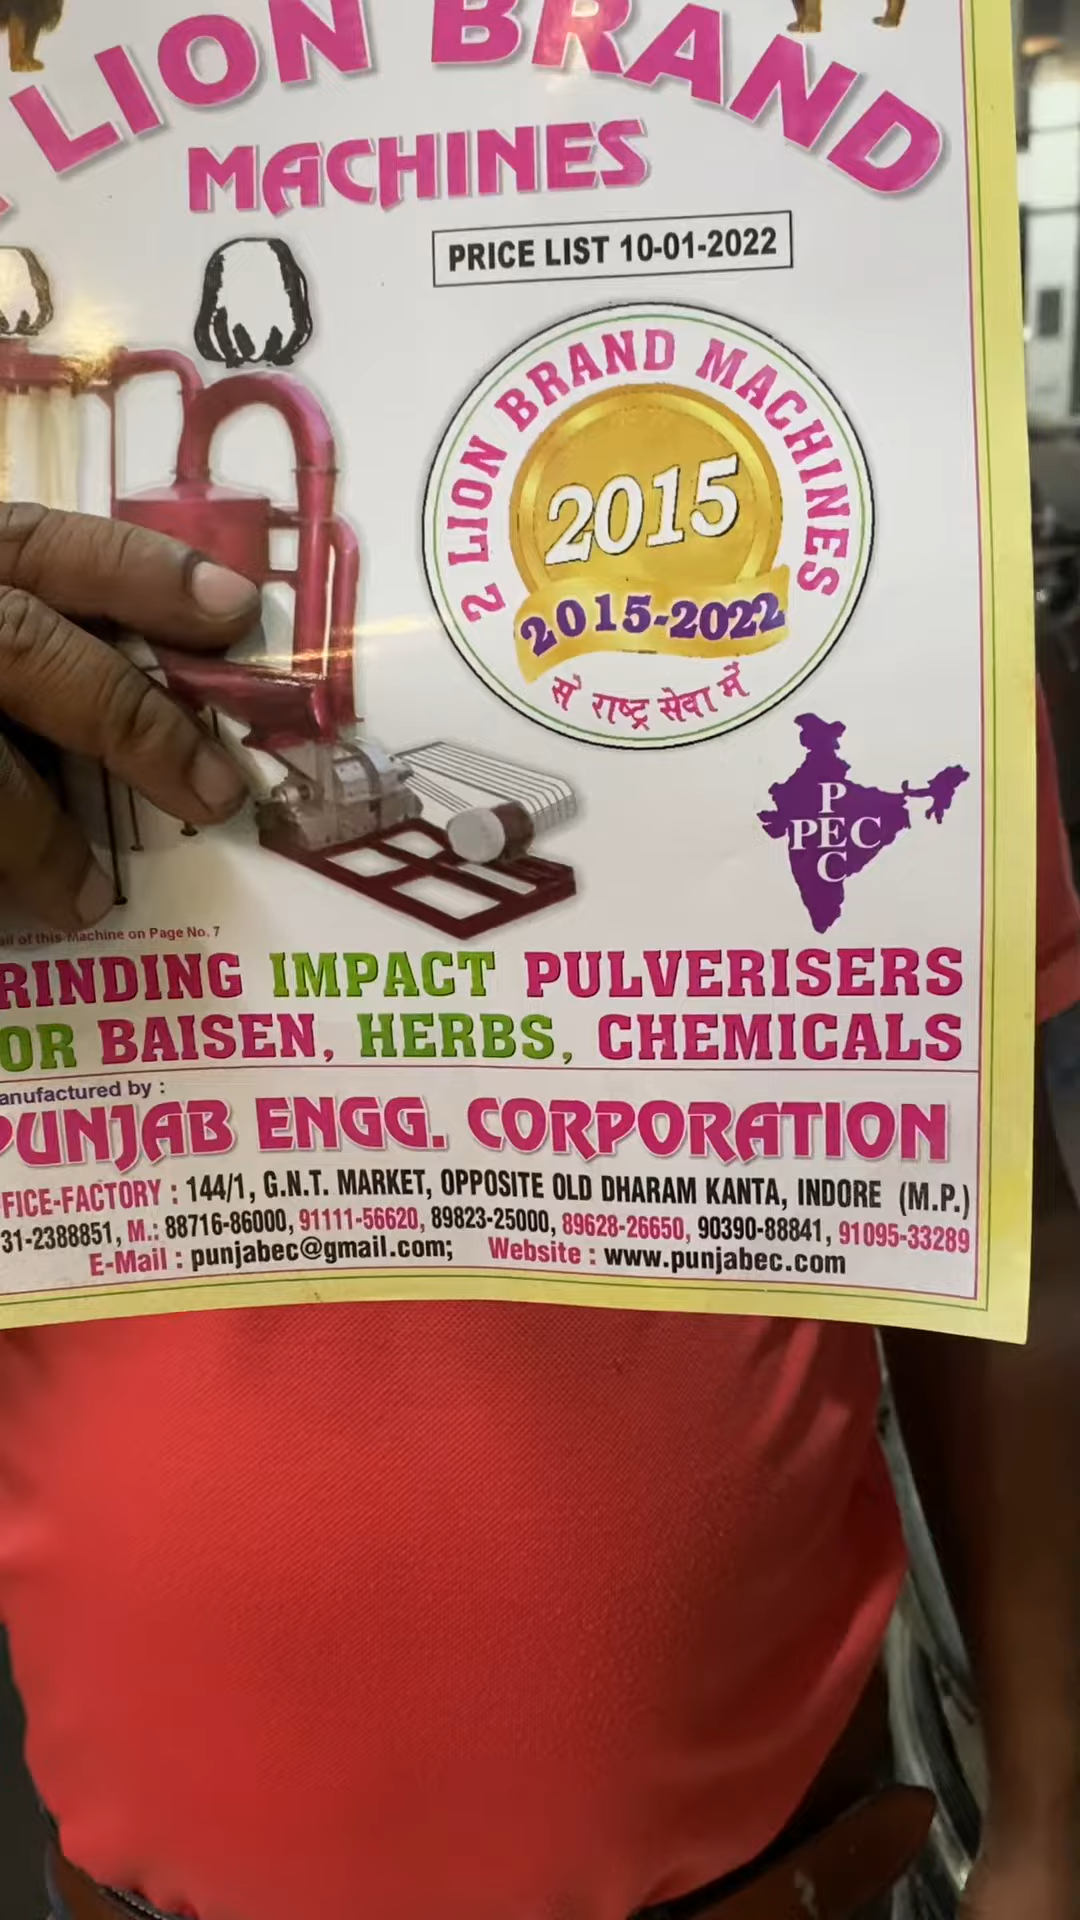 LION BRAND
MACHINES
PRICE LIST 10-01-2022
2 LION BRAND MACHINES
2015
2015-2022
से राष्ट्र सेवा में
P
PEC
C
of this Machine on Page No. 7
RINDING IMPACT PULVERISERS
OR BAISEN, HERBS, CHEMICALS
anufactured by :
PUNJAB ENGG. CORPORATION
FICE-FACTORY : 144/1, G.N.T. MARKET, OPPOSITE OLD DHARAM KANTA, INDORE (M.P.)
31-2388851, M.: 88716-86000, 91111-56620, 89823-25000, 89628-26650, 90390-88841, 91095-33289
E-Mail : punjabec@gmail.com; Website : www.punjabec.com